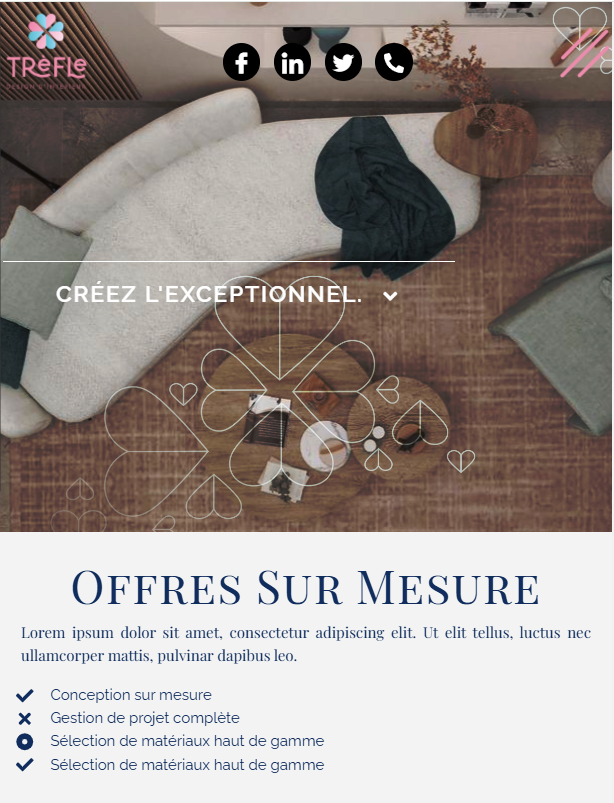 TRÈFLE
DESIGN D'INTÉRIEUR
CRÉEZ L'EXCEPTIONNEL.
OFFRES SUR MESURE
Lorem ipsum dolor sit amet, consectetur adipiscing elit. Ut elit tellus, luctus nec
ullamcorper mattis, pulvinar dapibus leo.
Conception sur mesure
Gestion de projet complète
Sélection de matériaux haut de gamme
Sélection de matériaux haut de gamme